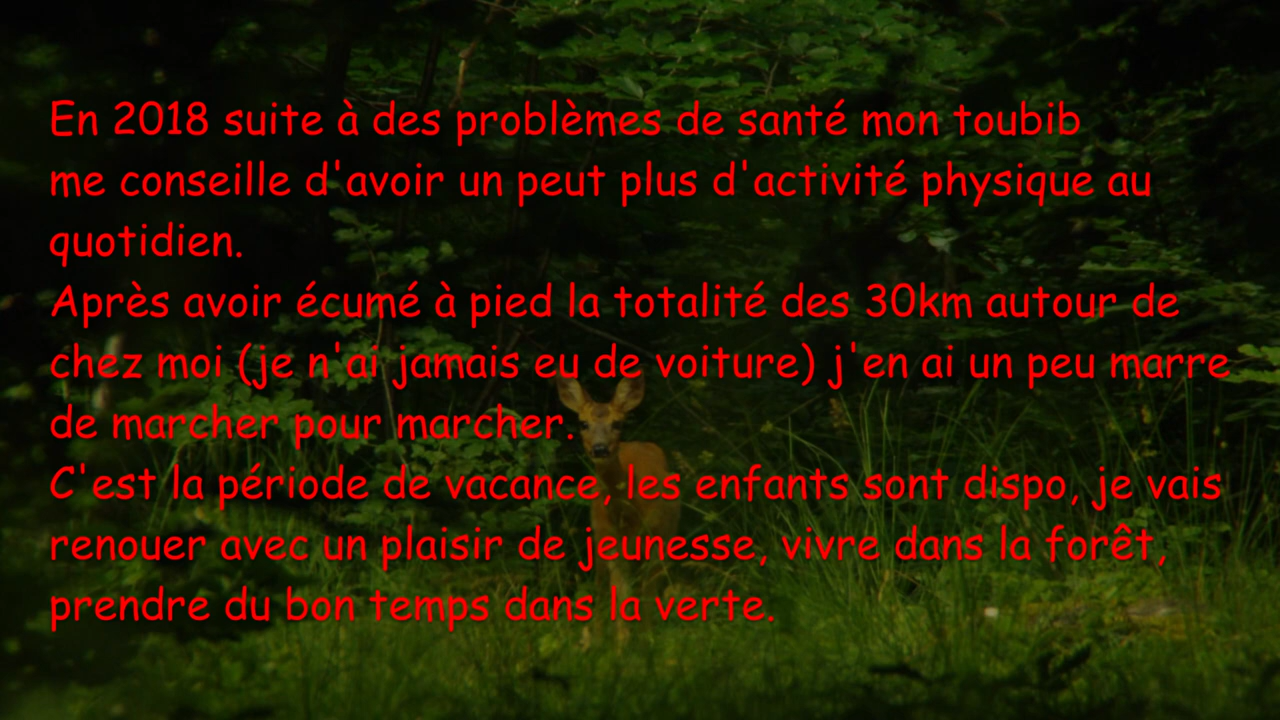 En 2018 suite à des problèmes de santé mon toubib
me conseille d'avoir un peut plus d'activité physique au
quotidien.
Après avoir écumé à pied la totalité des 30km autour de
chez moi (je n'ai jamais eu de voiture) j'en ai un peu marre
de marcher pour marcher.
C'est la période de vacance, les enfants sont dispo, je vais
renouer avec un plaisir de jeunesse, vivre dans la forêt,
prendre du bon temps dans la verte.